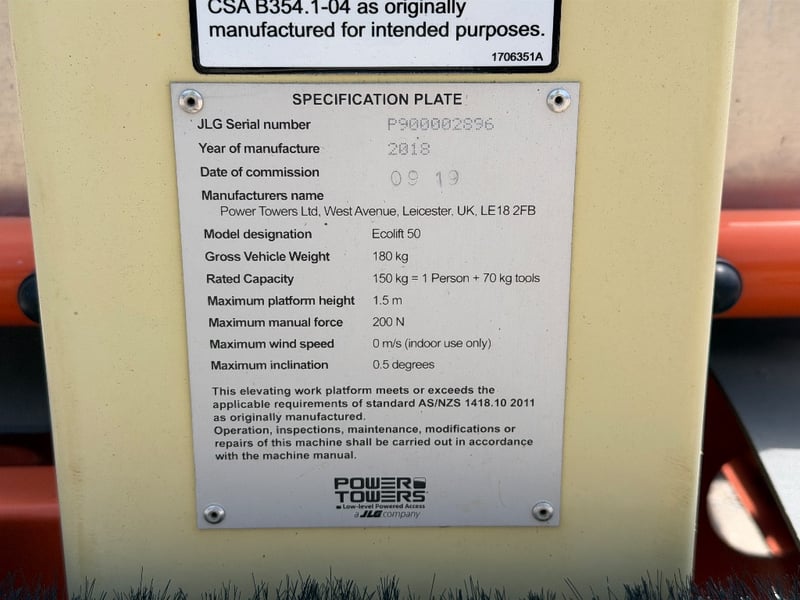 CSA B354.1-04 as originally
manufactured for intended purposes.
1706351A
SPECIFICATION PLATE
JLG Serial number P900002896
Year of manufacture 2018
Date of commission 09 19
Manufacturers name
Power Towers Ltd, West Avenue, Leicester, UK, LE18 2FB
Model designation Ecolift 50
Gross Vehicle Weight 180 kg
Rated Capacity 150 kg = 1 Person + 70 kg tools
Maximum platform height 1.5 m
Maximum manual force 200 N
Maximum wind speed 0 m/s (indoor use only)
Maximum inclination 0.5 degrees
This elevating work platform meets or exceeds the
applicable requirements of standard AS/NZS 1418.10 2011
as originally manufactured.
Operation, inspections, maintenance, modifications or
repairs of this machine shall be carried out in accordance
with the machine manual.
POWER
TOWERS
Low-level Powered Access
a JLG company